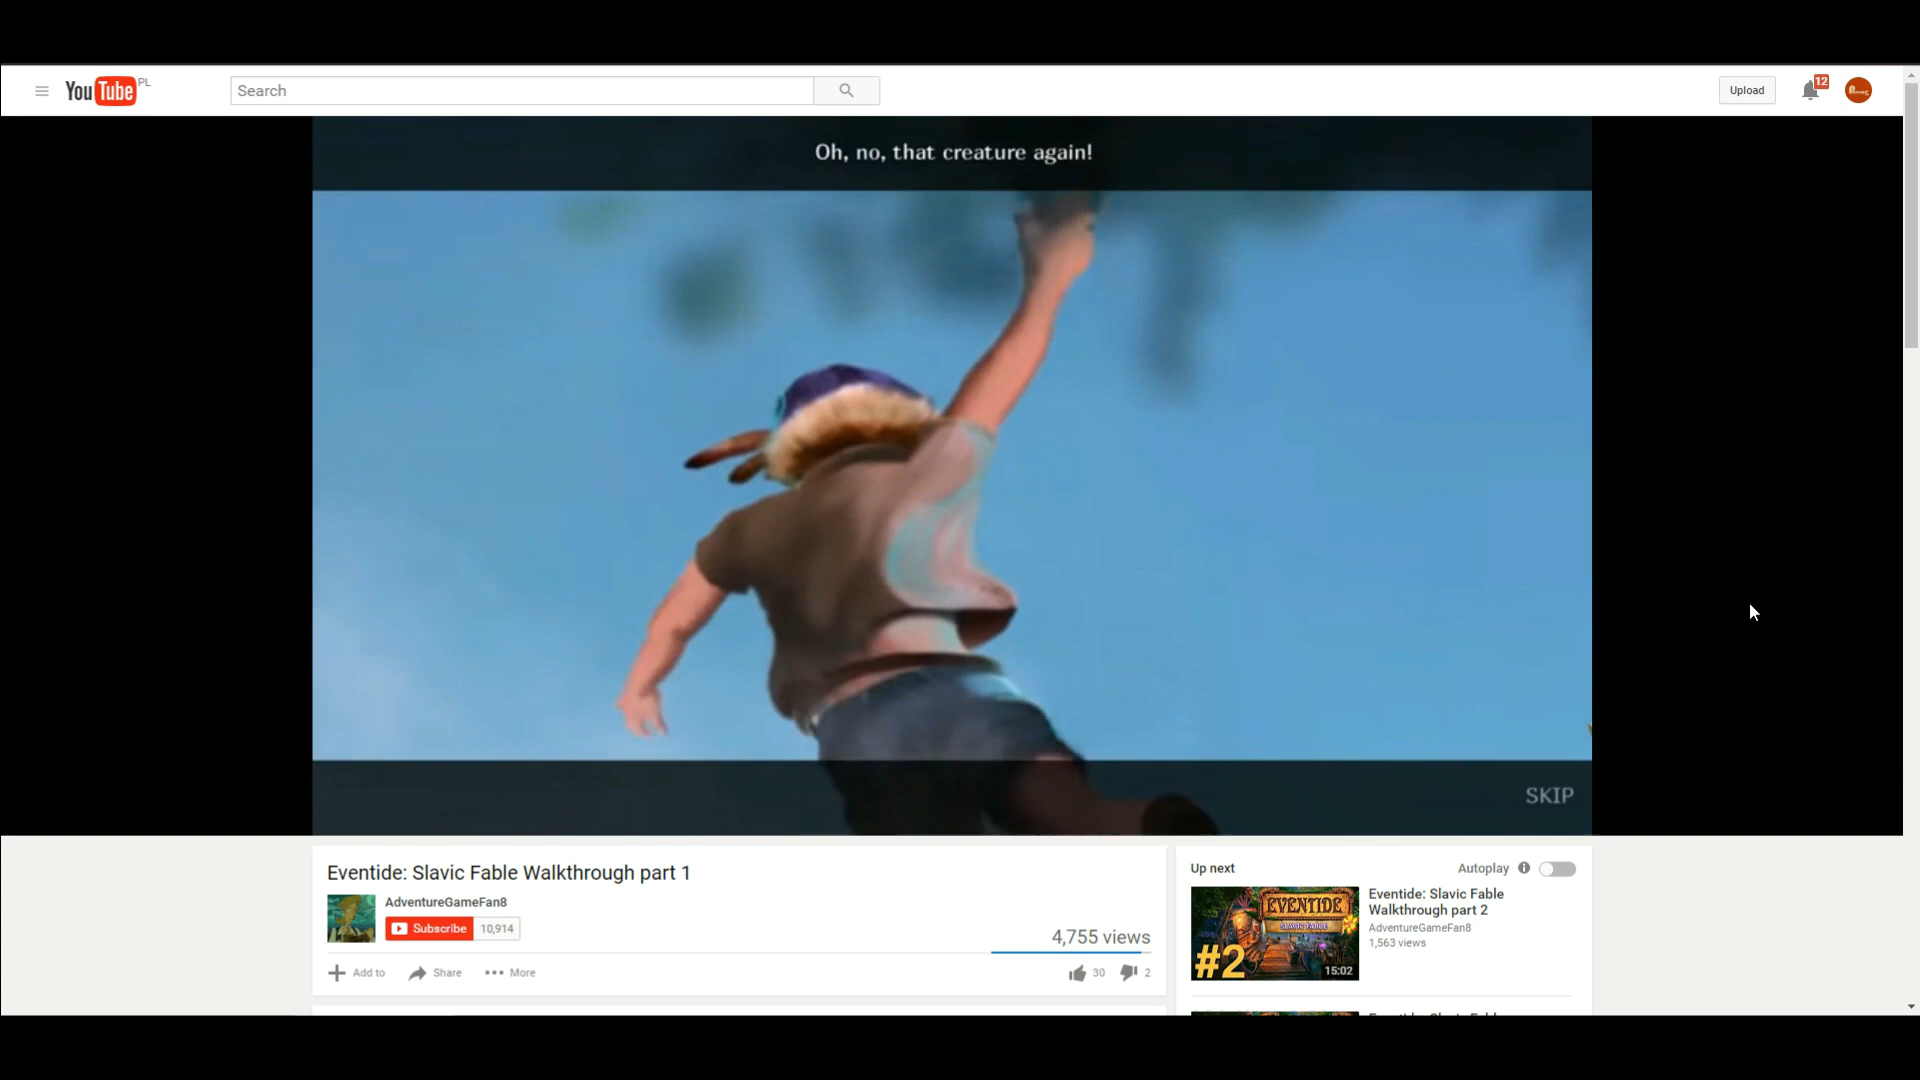 YouTube PL
Search
Upload
12
Oh, no, that creature again!
SKIP
Eventide: Slavic Fable Walkthrough part 1
AdventureGameFan8
Subscribe 10,914
4,755 views
Add to Share More 30 2
Up next Autoplay
EVENTIDE
SLAVIC FABLE
#2
15:02
Eventide: Slavic Fable
Walkthrough part 2
AdventureGameFan8
1,563 views